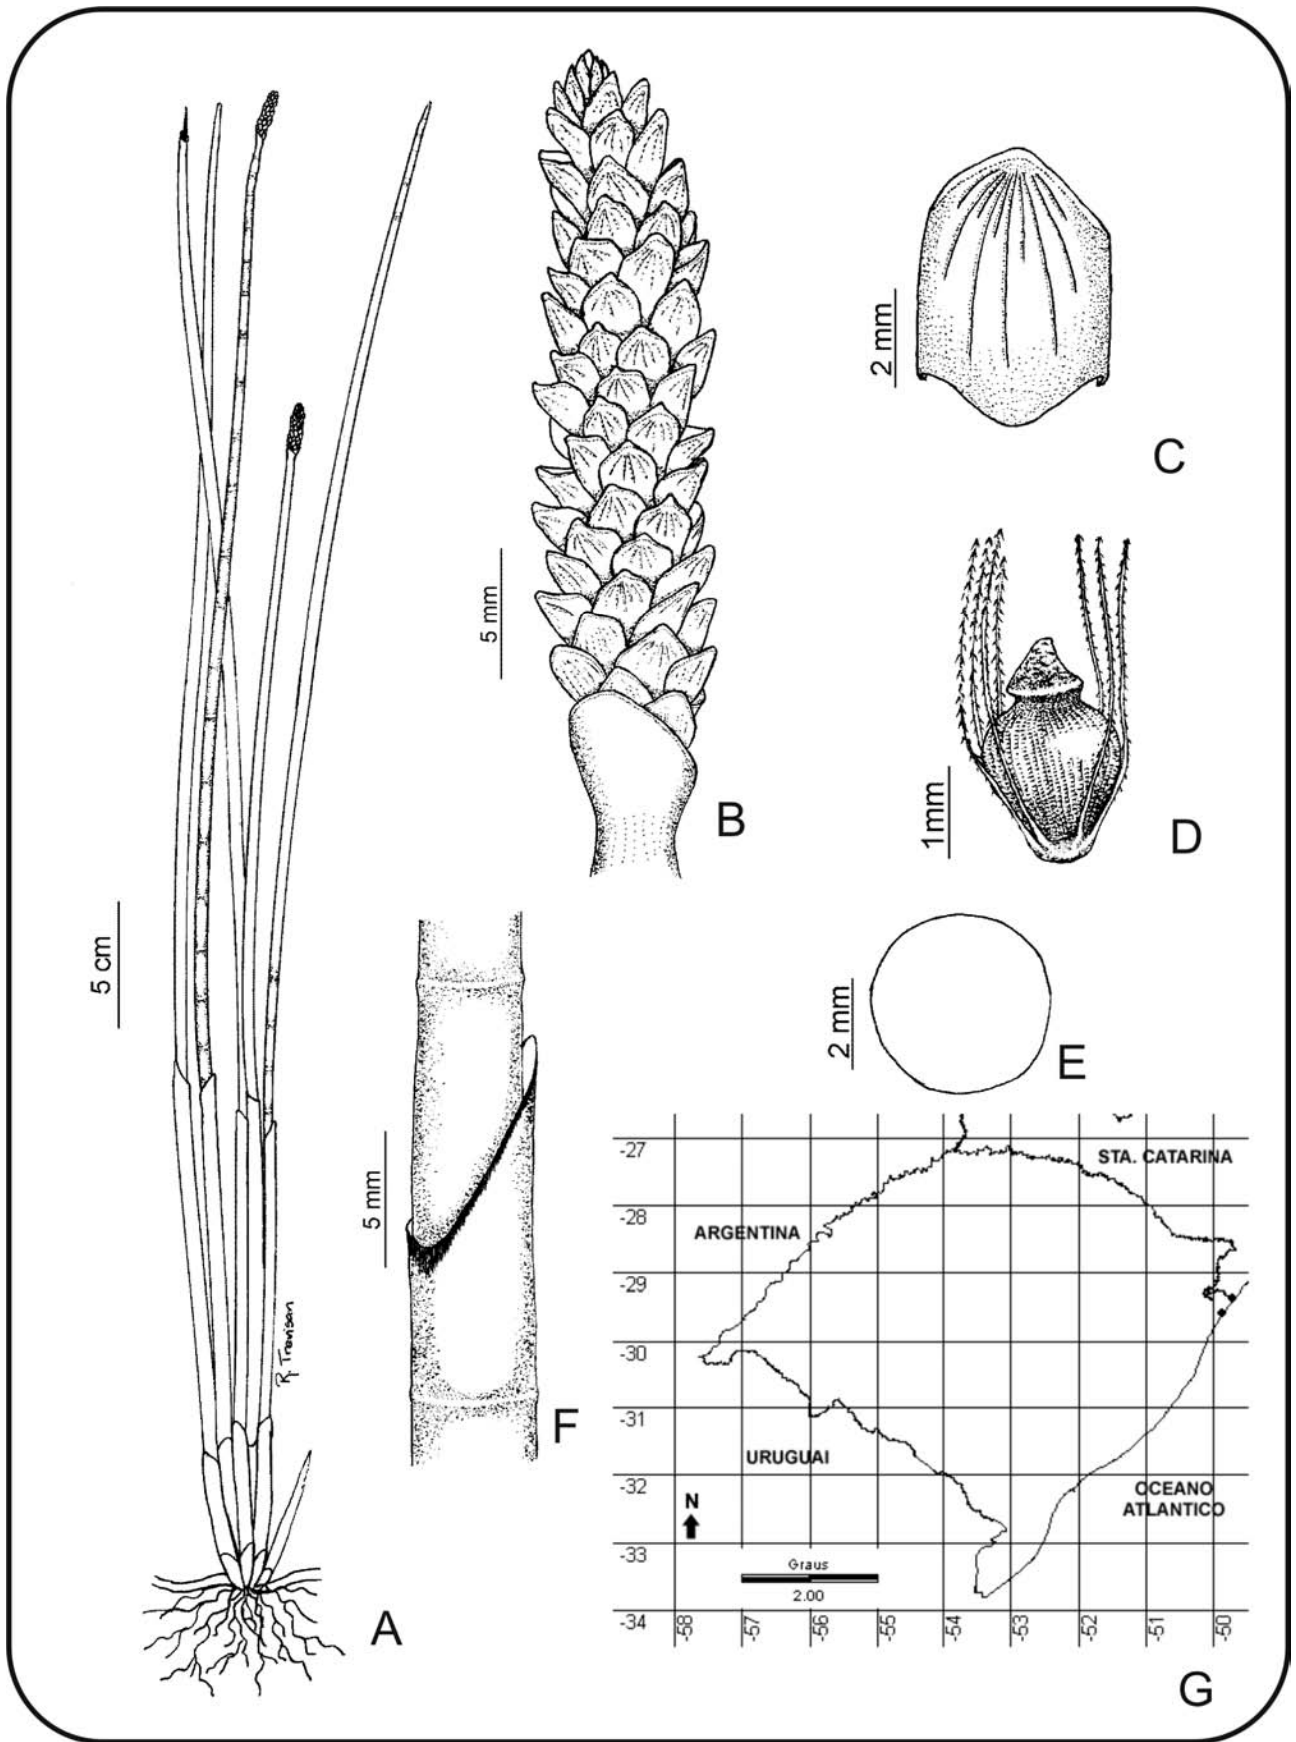 A
5 cm
R. Trevisan
B
5 mm
C
2 mm
D
1mm
E
2 mm
F
5 mm
-27
-28
-29
-30
-31
-32
-33
-34
STA. CATARINA
ARGENTINA
URUGUAI
OCEANO
ATLANTICO
N
Graus
2.00
-58
-57
-56
-55
-54
-53
-52
-51
-50
G